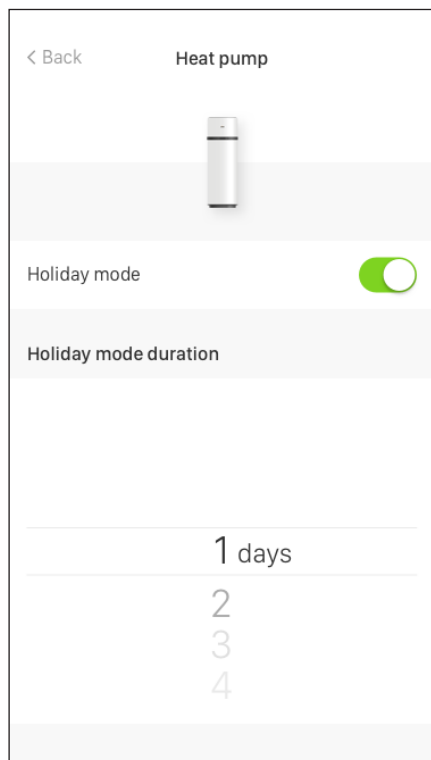 < Back Heat pump
Holiday mode
Holiday mode duration
1 days
2
3
4